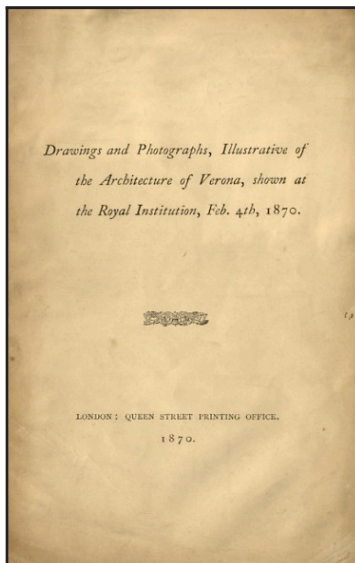 Drawings and Photographs, Illustrative of
the Architecture of Verona, shown at
the Royal Institution, Feb. 4th, 1870.
LONDON: QUEEN STREET PRINTING OFFICE.
1870.